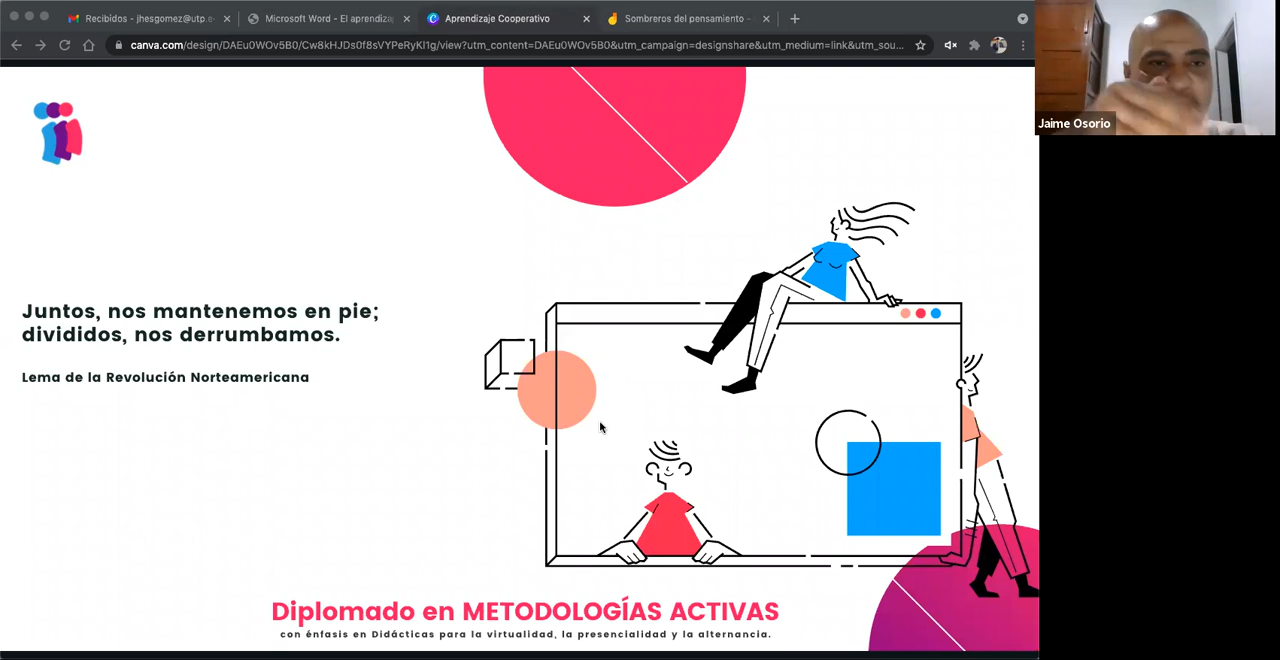 Recibidos - jhesgomez@utp.e
Microsoft Word - El aprendiza
Aprendizaje Cooperativo
Sombreros del pensamiento -
canva.com/design/DAEu0WOv5B0/Cw8kHJDs0f8sVYPeRyKl1g/view?utm_content=DAEu0WOv5B0&utm_campaign=designshare&utm_medium=link&utm_sou...
Jaime Osorio
Juntos, nos mantenemos en pie;
divididos, nos derrumbamos.
Lema de la Revolución Norteamericana
Diplomado en METODOLOGÍAS ACTIVAS
con énfasis en Didácticas para la virtualidad, la presencialidad y la alternancia.